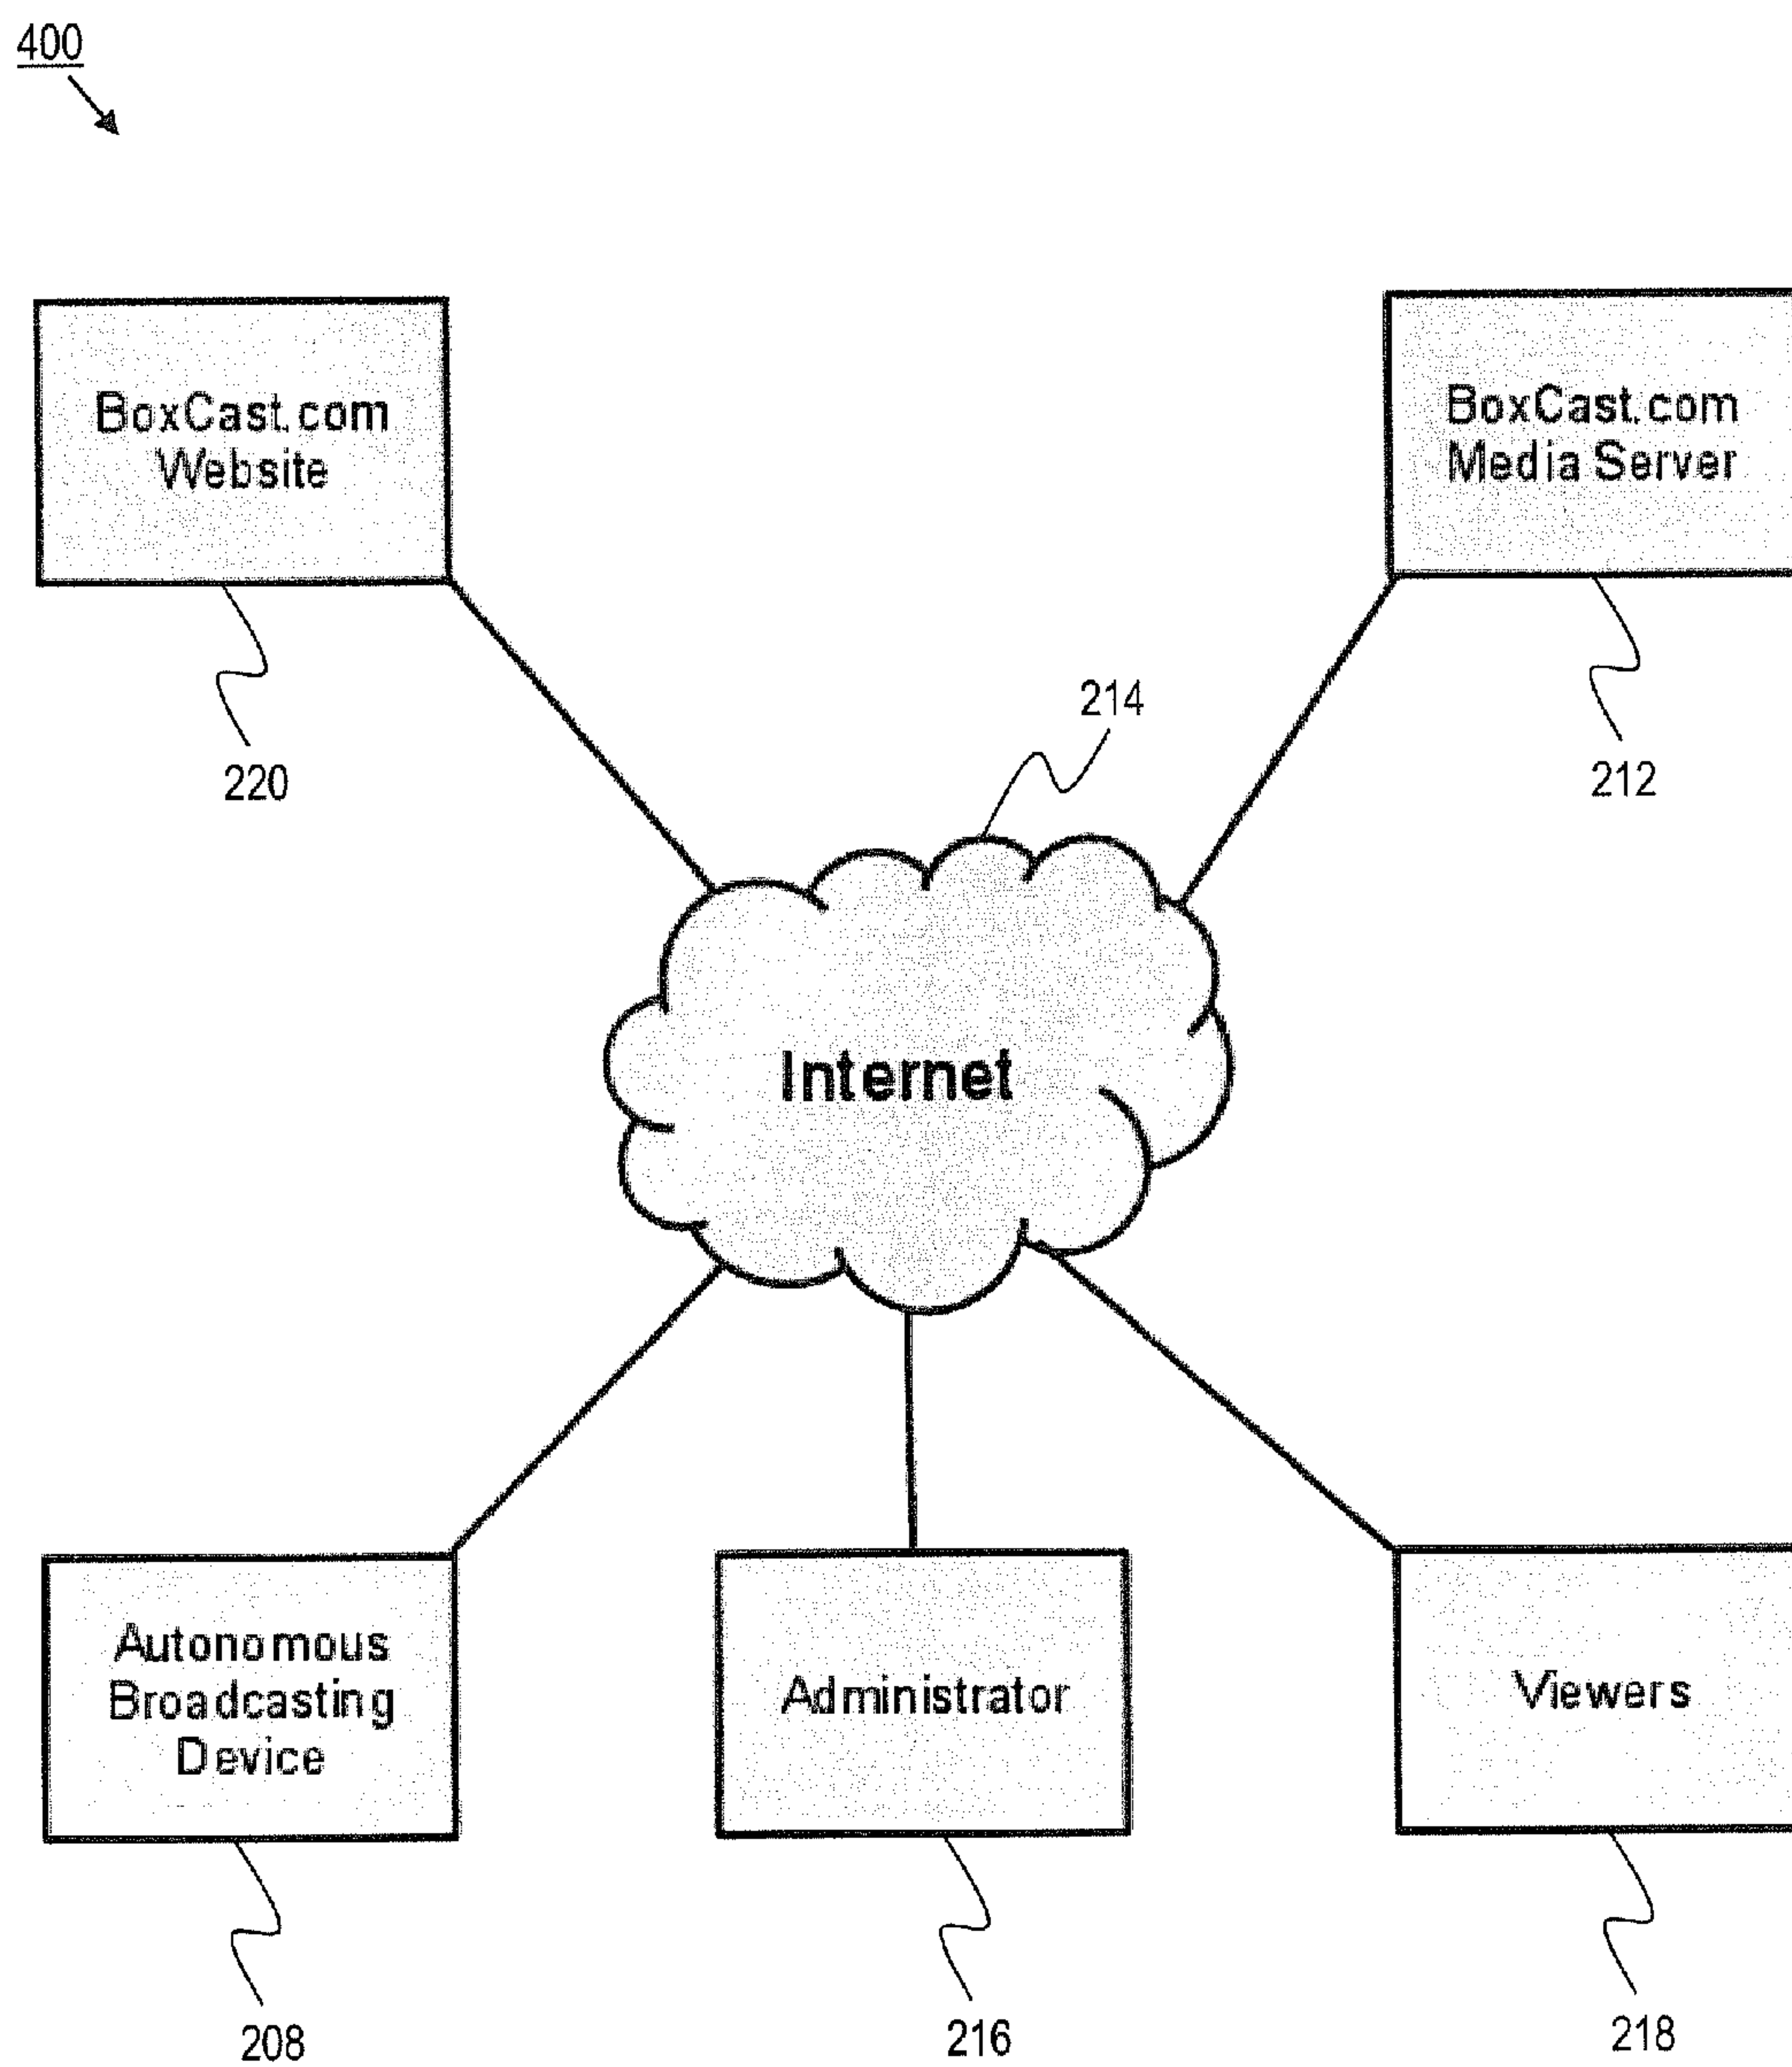 400
BoxCast.com
Website
BoxCast.com
Media Server
220
214
212
Internet
Autonomous
Broadcasting
Device
Administrator
Viewers
208
216
218